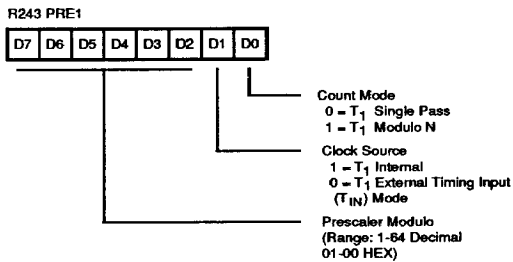 R243 PRE1
D7 D6 D5 D4 D3 D2 D1 D0
Count Mode
0 = T1 Single Pass
1 = T1 Modulo N
Clock Source
1 = T1 Internal
0 = T1 External Timing Input
(TIN) Mode
Prescaler Modulo
(Range: 1-64 Decimal
01-00 HEX)